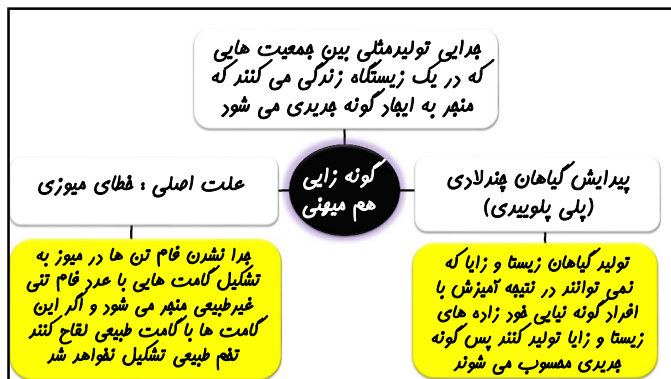 جدایی تولیدمثلی بین جمعیت هایی
که در یک زیستگاه زندگی می کنند که
منجر به ایجاد گونه جدیدی می شود
گونه زایی
هم میهنی
پیدایش گیاهان چندلادی
(پلی پلوییدی)
تولید گیاهان زیستا و زایا که
نمی توانند در نتیجه آمیزش با
افراد گونه نیایی خود زاده های
زیستا و زایا تولید کنند پس گونه
جدیدی محسوب می شوند
علت اصلی : خطای میوزی
جدا نشدن فام تن ها در میوز به
تشکیل گامت هایی با عدد فام تنی
غیرطبیعی منجر می شود و اگر این
گامت ها با گامت طبیعی لقاح کنند
تخم طبیعی تشکیل نخواهد شد